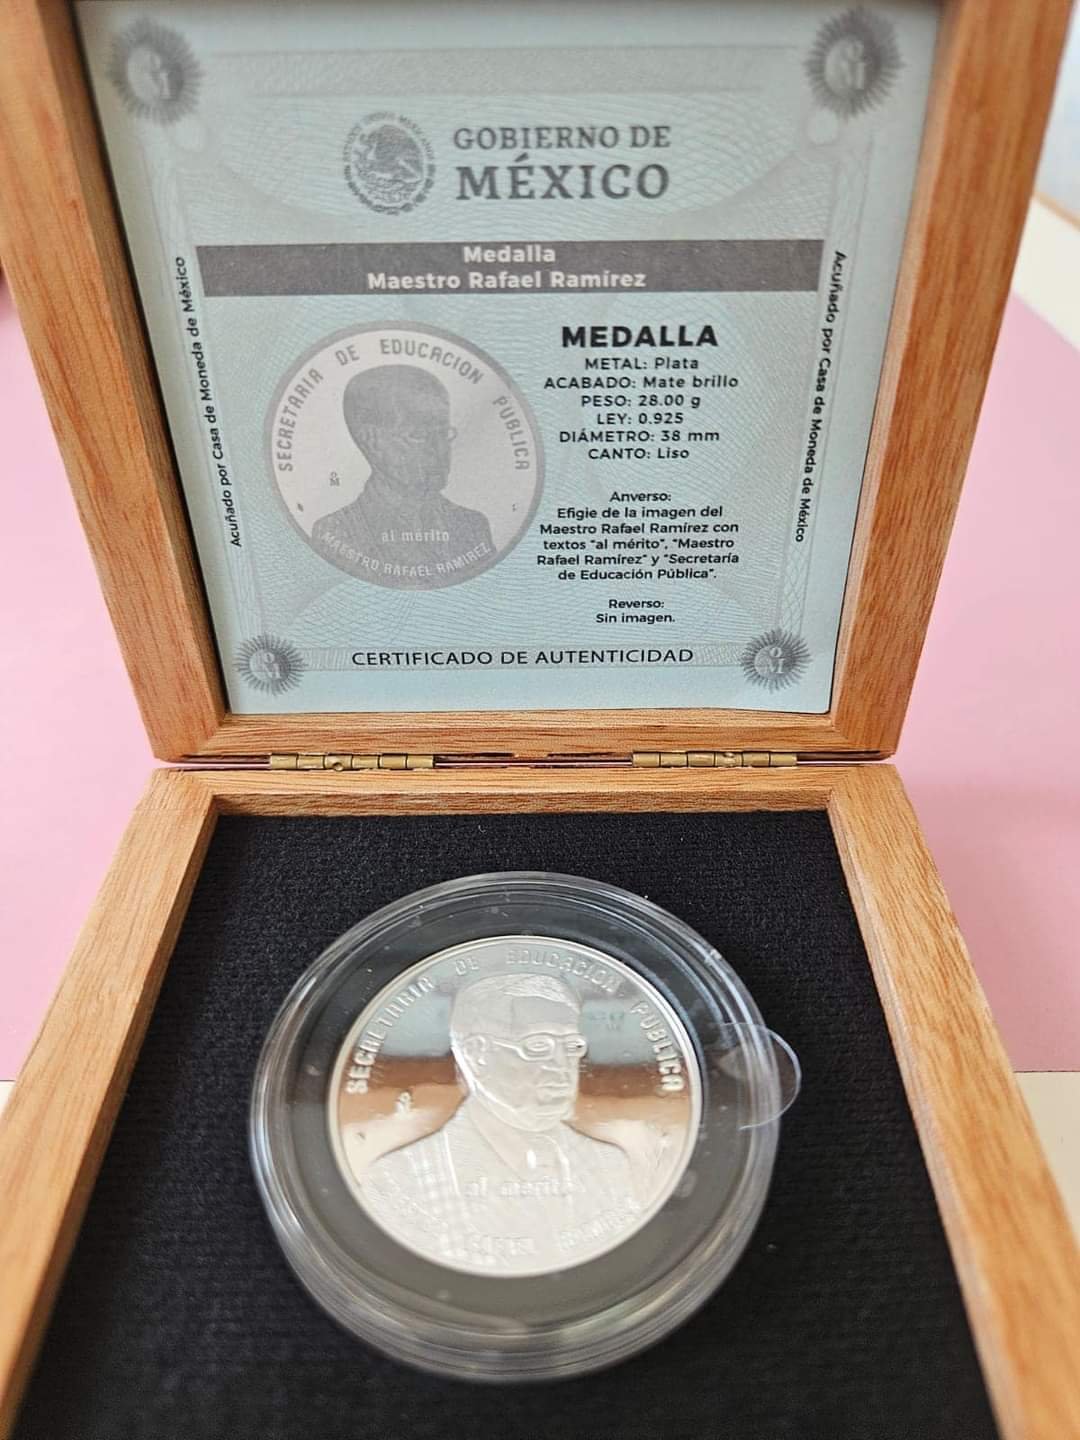 GOBIERNO DE
MÉXICO
Medalla
Maestro Rafael Ramírez
Acuñado por Casa de Moneda de México
SECRETARIA DE EDUCACION PUBLICA
M
al merito
MAESTRO RAFAEL RAMIREZ
MEDALLA
METAL: Plata
ACABADO: Mate brillo
PESO: 28.00 g
LEY: 0.925
DIÁMETRO: 38 mm
CANTO: Liso
Anverso:
Efigie de la imagen del
Maestro Rafael Ramírez con
textos "al mérito", "Maestro
Rafael Ramírez" y "Secretaría
de Educación Pública".
Reverso:
Sin imagen.
Acuñado por Casa de Moneda de México
CERTIFICADO DE AUTENTICIDAD
SECRETARIA DE EDUCACION PUBLICA
al merito
RAFAEL RAMIREZ